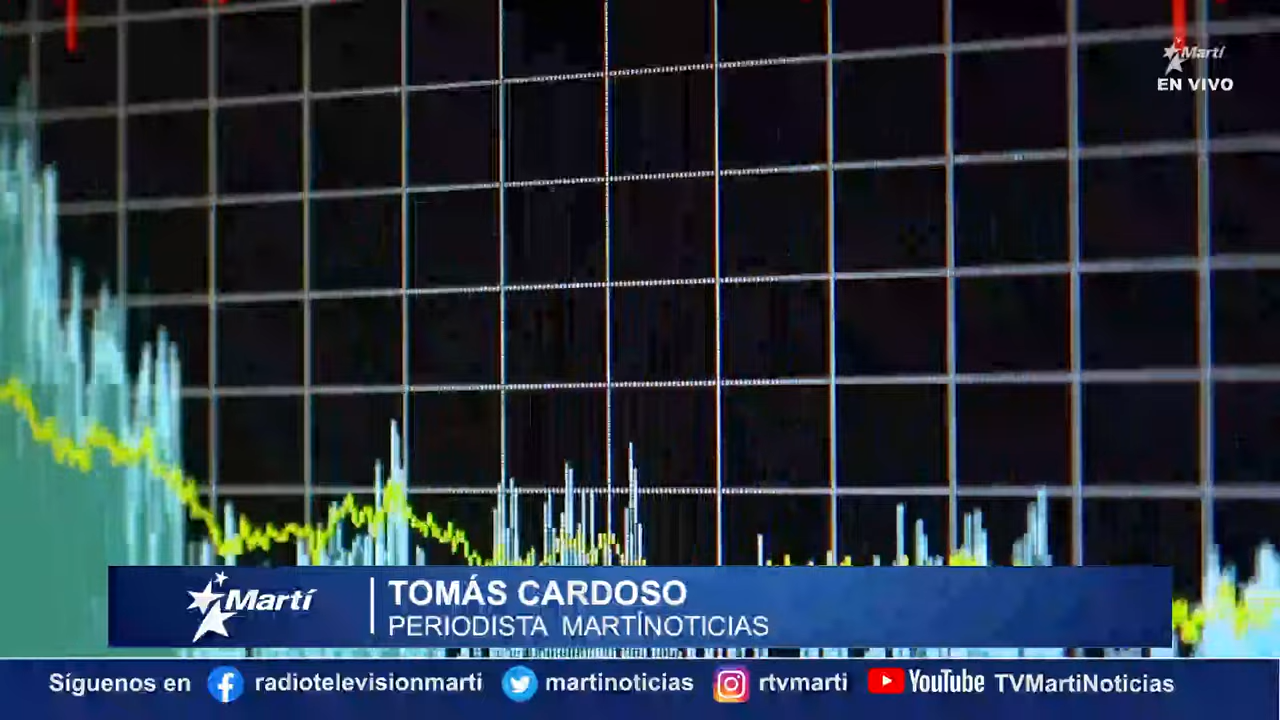 Martí
EN VIVO
Martí
TOMÁS CARDOSO
PERIODISTA MARTÍNOTICIAS
Síguenos en radiotelevisionmarti martinoticias rtvmarti YouTube TVMartiNoticias